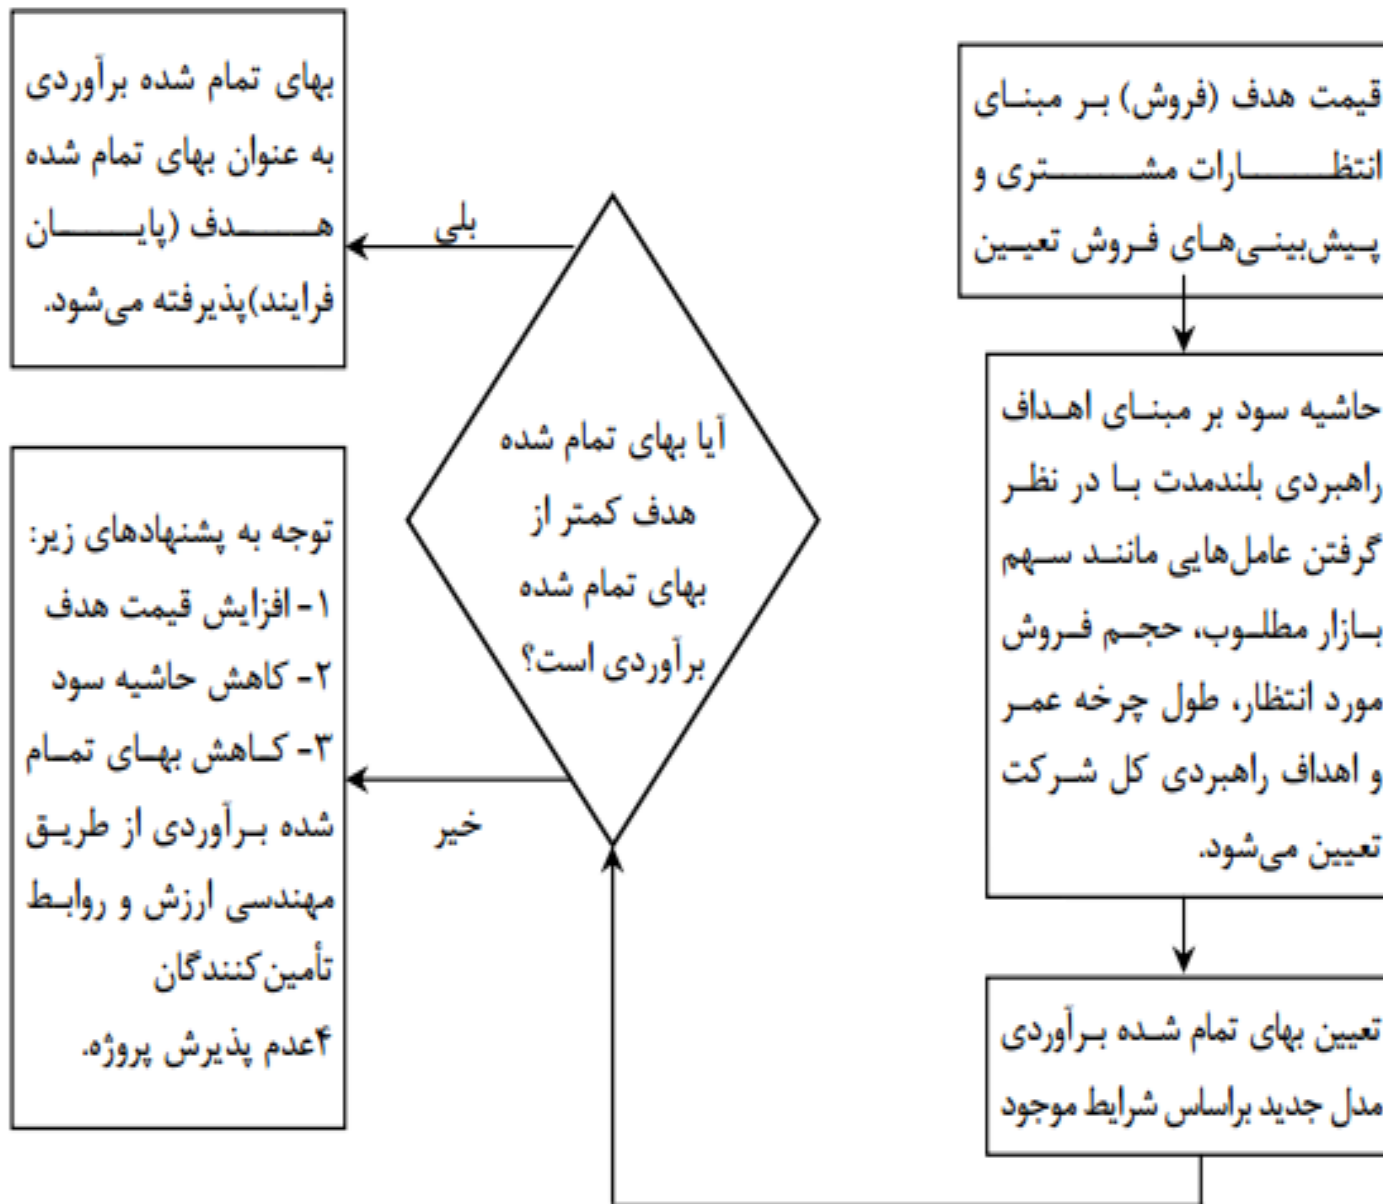 قیمت هدف (فروش) بر مبنای
انتظارات مشتری و
پیش‌بینی‌های فروش تعیین
حاشیه سود بر مبنای اهداف
راهبردی بلندمدت با در نظر
گرفتن عامل‌هایی مانند سهم
بازار مطلوب، حجم فروش
مورد انتظار، طول چرخه عمر
و اهداف راهبردی کل شرکت
تعیین می‌شود.
تعیین بهای تمام شده برآوردی
مدل جدید براساس شرایط موجود
آیا بهای تمام شده
هدف کمتر از
بهای تمام شده
برآوردی است؟
بلی
بهای تمام شده برآوردی
به عنوان بهای تمام شده
هدف (پایان
فرایند)پذیرفته می‌شود.
خیر
توجه به پشنهادهای زیر:
۱- افزایش قیمت هدف
۲- کاهش حاشیه سود
۳- کاهش بهای تمام
شده برآوردی از طریق
مهندسی ارزش و روابط
تأمین‌کنندگان
۴عدم پذیرش پروژه.